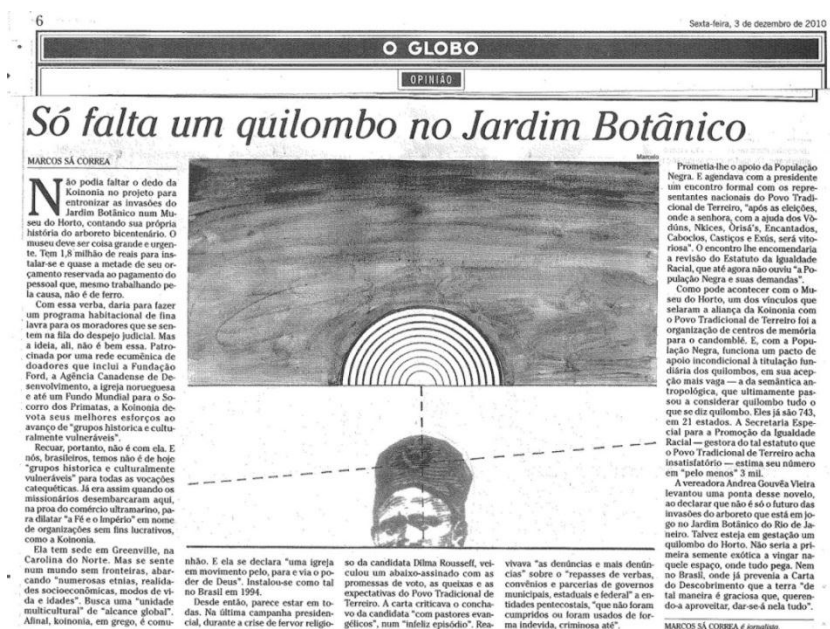 6
Sexta-feira, 3 de dezembro de 2010
O GLOBO
OPINIÃO
Só falta um quilombo no Jardim Botânico
MARCOS SÁ CORREA
Marcelo
Não podia faltar o dedo da
Koinonia no projeto para
entronizar as invasões do
Jardim Botânico num Mu-
seu do Horto, contando sua própria
história do arboreto bicentenário. O
museu deve ser coisa grande e urgen-
te. Tem 1,8 milhão de reais para ins-
talar-se e quase a metade de seu or-
çamento reservada ao pagamento do
pessoal que, mesmo trabalhando pe-
la causa, não é de ferro.
Com essa verba, daria para fazer
um programa habitacional de fina
lavra para os moradores que se sen-
tem na fila do despejo judicial. Mas
a ideia, ali, não é bem essa. Patro-
cinada por uma rede ecumênica de
doadores que inclui a Fundação
Ford, a Agência Canadense de De-
senvolvimento, a igreja norueguesa
e até um Fundo Mundial para o So-
corro dos Primatas, a Koinonia de-
vota seus melhores esforços ao
avanço de “grupos historica e cultu-
ralmente vulneráveis”.
Recuar, portanto, não é com ela. E
nós, brasileiros, temos não é de hoje
“grupos historica e culturalmente
vulneráveis” para todas as vocações
catequéticas. Já era assim quando os
missionários desembarcaram aqui,
na proa do comércio ultramarino, pa-
ra dilatar “a Fé e o Império” em nome
de organizações sem fins lucrativos,
como a Koinonia.
Ela tem sede em Greenville, na
Carolina do Norte. Mas se sente
num mundo sem fronteiras, abar-
cando “numerosas etnias, realida-
des socioeconômicas, modos de vi-
da e idades”. Busca uma “unidade
multicultural” de “alcance global”.
Afinal, koinonia, em grego, é comu-
nhão. E ela se declara “uma igreja
em movimento pelo, para e via o po-
der de Deus”. Instalou-se como tal
no Brasil em 1994.
Desde então, parece estar em to-
das. Na última campanha presiden-
cial, durante a crise de fervor religio-
so da candidata Dilma Rousseff, vei-
culou um abaixo-assinado com as
promessas de voto, as queixas e as
expectativas do Povo Tradicional de
Terreiro. A carta criticava o concha-
vo da candidata “com pastores evan-
gélicos”, num “infeliz episódio”. Rea-
vivava “as denúncias e mais denún-
cias” sobre o “repasses de verbas,
convênios e parcerias de governos
municipais, estaduais e federal” a en-
tidades pentecostais, “que não foram
cumpridos ou foram usados de for-
ma indevida, criminosa até”.
Prometia-lhe o apoio da População
Negra. E agendava com a presidente
um encontro formal com os repre-
sentantes nacionais do Povo Tradi-
cional de Terreiro, “após as eleições,
onde a senhora, com a ajuda dos Vo-
dúns, Nkices, Òrìsá’s, Encantados,
Caboclos, Castiços e Exús, será vito-
riosa”. O encontro lhe encomendaria
a revisão do Estatuto da Igualdade
Racial, que até agora não ouviu “a Po-
pulação Negra e suas demandas”.
Como pode acontecer com o Mu-
seu do Horto, um dos vínculos que
selaram a aliança da Koinonia com
o Povo Tradicional de Terreiro foi a
organização de centros de memória
para o candomblé. E, com a Popu-
lação Negra, funciona um pacto de
apoio incondicional à titulação fun-
diária dos quilombos, em sua acep-
ção mais vaga — a da semântica an-
tropológica, que ultimamente pas-
sou a considerar quilombo tudo o
que se diz quilombo. Eles já são 743,
em 21 estados. A Secretaria Espe-
cial para a Promoção da Igualdade
Racial — gestora do tal estatuto que
o Povo Tradicional de Terreiro acha
insatisfatório — estima seu número
em “pelo menos” 3 mil.
A vereadora Andrea Gouvêa Vieira
levantou uma ponta desse novelo,
ao declarar que não é só o futuro das
invasões do arboreto que está em jo-
go no Jardim Botânico do Rio de Ja-
neiro. Talvez esteja em gestação um
quilombo do Horto. Não seria a pri-
meira semente exótica a vingar na-
quele espaço, onde tudo pega. Nem
no Brasil, onde já prevenia a Carta
do Descobrimento que a terra “de
tal maneira é graciosa que, queren-
do-a aproveitar, dar-se-á nela tudo”.
MARCOS SÁ CORREA é jornalista.